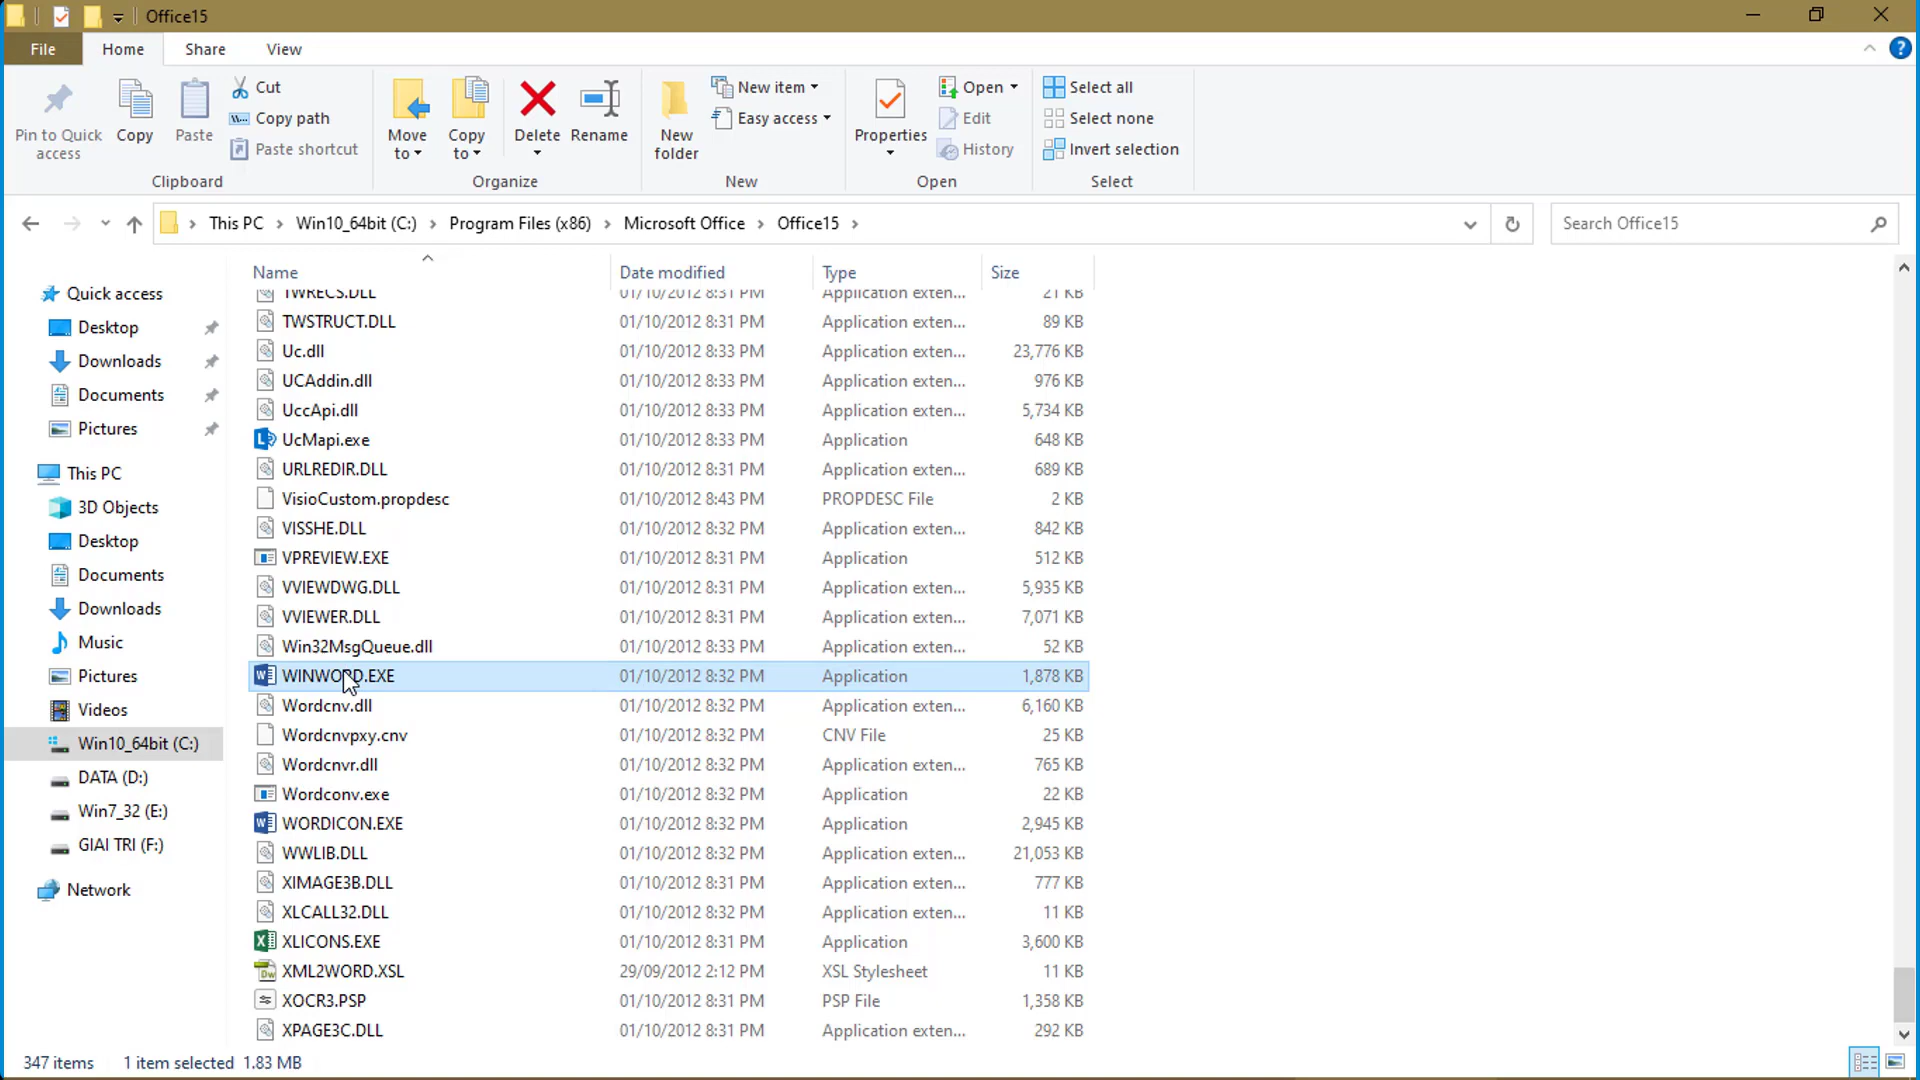 Office15
File Home Share View
Pin to Quick access
Copy
Paste
Cut
Copy path
Paste shortcut
Clipboard
Move to
Copy to
Delete
Rename
Organize
New folder
New item
Easy access
New
Properties
Open
Edit
History
Open
Select all
Select none
Invert selection
Select
This PC Win10_64bit (C:) Program Files (x86) Microsoft Office Office15
Search Office15
Quick access
Desktop
Downloads
Documents
Pictures
This PC
3D Objects
Desktop
Documents
Downloads
Music
Pictures
Videos
Win10_64bit (C:)
DATA (D:)
Win7_32 (E:)
GIAI TRI (F:)
Network
Name Date modified Type Size
TWRECS.DLL 01/10/2012 8:31 PM Application exten... 21 KB
TWSTRUCT.DLL 01/10/2012 8:31 PM Application exten... 89 KB
Uc.dll 01/10/2012 8:33 PM Application exten... 23,776 KB
UCAddin.dll 01/10/2012 8:33 PM Application exten... 976 KB
UccApi.dll 01/10/2012 8:33 PM Application exten... 5,734 KB
UcMapi.exe 01/10/2012 8:33 PM Application 648 KB
URLREDIR.DLL 01/10/2012 8:31 PM Application exten... 689 KB
VisioCustom.propdesc 01/10/2012 8:43 PM PROPDESC File 2 KB
VISSHE.DLL 01/10/2012 8:32 PM Application exten... 842 KB
VPREVIEW.EXE 01/10/2012 8:32 PM Application 512 KB
VVIEWDWG.DLL 01/10/2012 8:32 PM Application exten... 5,935 KB
VVIEWER.DLL 01/10/2012 8:32 PM Application exten... 7,071 KB
Win32MsgQueue.dll 01/10/2012 8:33 PM Application exten... 52 KB
WINWORD.EXE 01/10/2012 8:32 PM Application 1,878 KB
Wordcnv.dll 01/10/2012 8:32 PM Application exten... 6,160 KB
Wordcnvpxy.cnv 01/10/2012 8:32 PM CNV File 25 KB
Wordcnvr.dll 01/10/2012 8:32 PM Application exten... 765 KB
Wordconv.exe 01/10/2012 8:32 PM Application 22 KB
WORDICON.EXE 01/10/2012 8:32 PM Application 2,945 KB
WWLIB.DLL 01/10/2012 8:32 PM Application exten... 21,053 KB
XIMAGE3B.DLL 01/10/2012 8:31 PM Application exten... 777 KB
XLCALL32.DLL 01/10/2012 8:32 PM Application exten... 11 KB
XLICONS.EXE 01/10/2012 8:31 PM Application 3,600 KB
XML2WORD.XSL 29/09/2012 2:12 PM XSL Stylesheet 11 KB
XOCR3.PSP 01/10/2012 8:31 PM PSP File 1,358 KB
XPAGE3C.DLL 01/10/2012 8:31 PM Application exten... 292 KB
347 items 1 item selected 1.83 MB